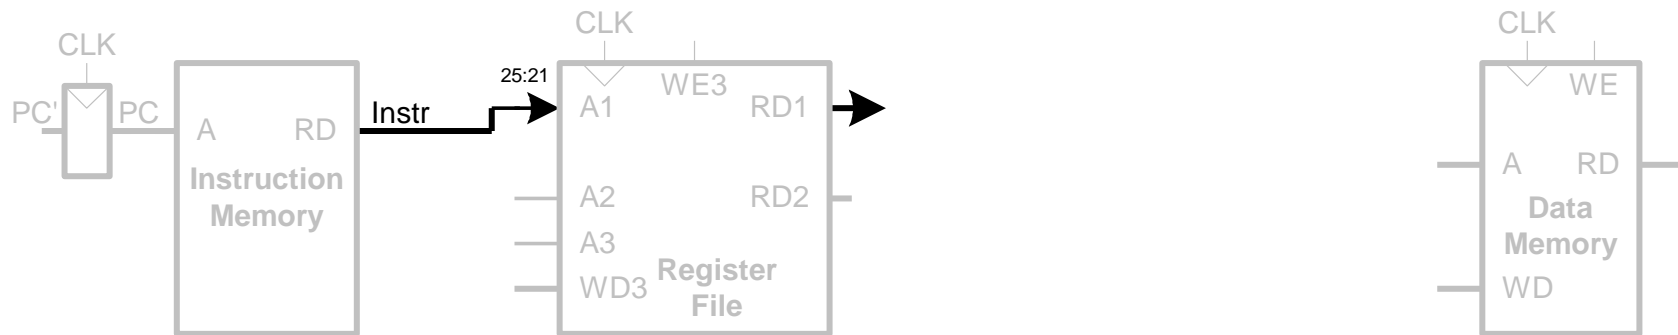 CLK
PC'
PC
A
RD
Instruction
Memory
Instr
25:21
CLK
WE3
A1
RD1
A2
RD2
A3
WD3
Register
File
CLK
WE
A
RD
Data
Memory
WD